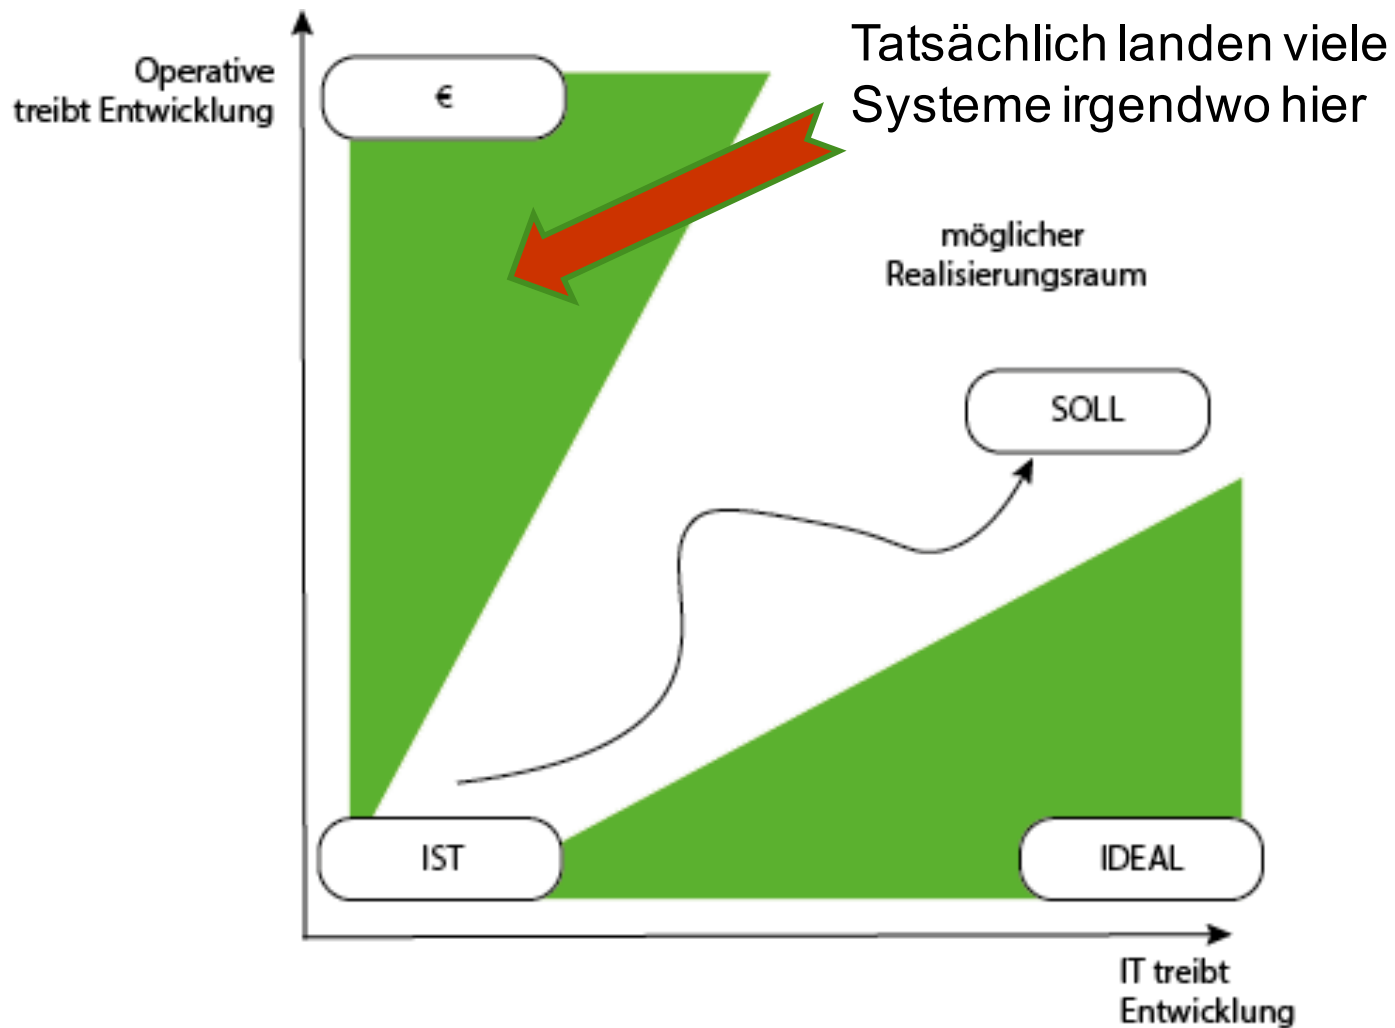 Tatsächlich landen viele
Systeme irgendwo hier
Operative
treibt Entwicklung
€
möglicher
Realisierungsraum
SOLL
IST
IDEAL
IT treibt
Entwicklung